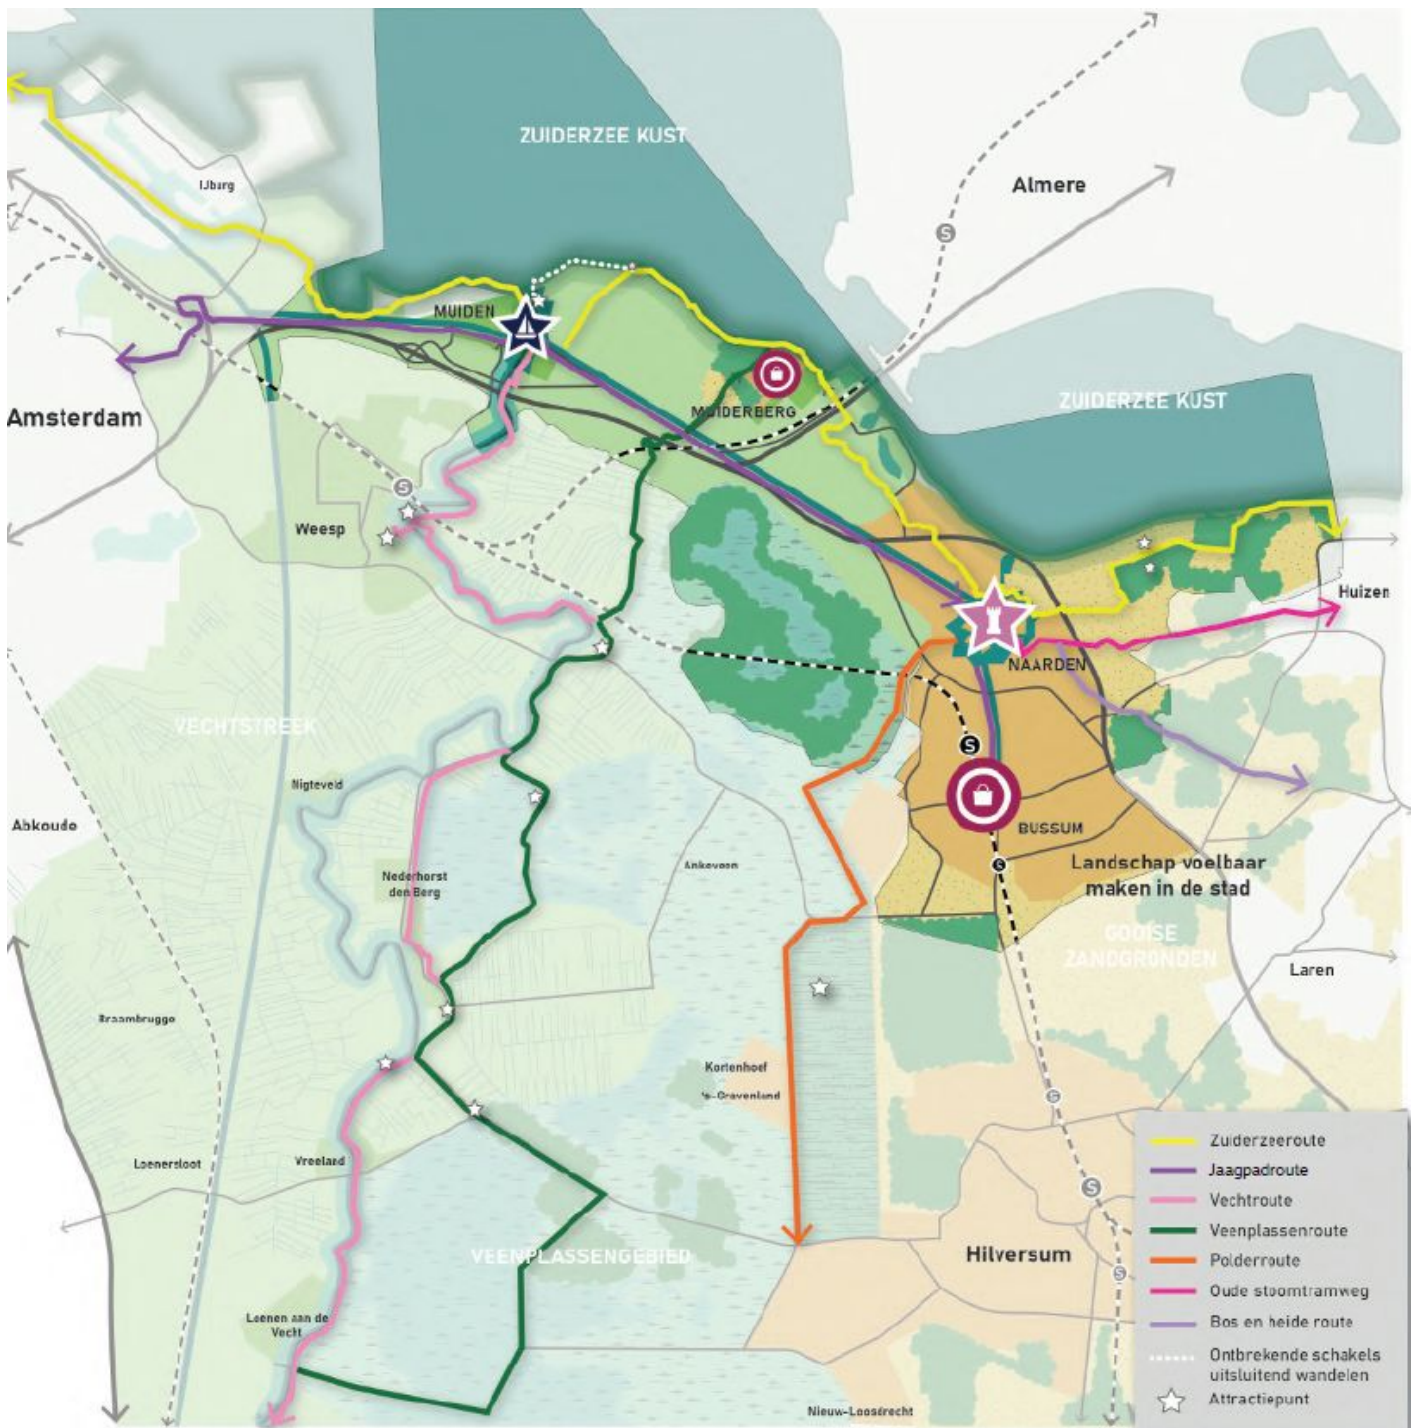 ZUIDERZEE KUST
IJburg
Almere
MUIDEN
Amsterdam
MUIDERBERG
ZUIDERZEE KUST
S
S
Weesp
Huizen
NAARDEN
VECHTSTREEK
S
Nigteveld
Abkoude
BUSSUM
Ankeveen
Landschap voelbaar
maken in de stad
Nederhorst
den Berg
GOOISE
ZANDGRONDEN
Laren
Braambrugge
Kortenhoef
's-Graveland
S
Loenersloot
Vreeland
S
VEENPLASSENGEBIED
Hilversum
S
Loenen aan de
Vecht
Nieuw-Loosdrecht
Zuiderzeeroute
Jaagpadroute
Vechtroute
Veenplassenroute
Polderroute
Oude stoomtramweg
Bos en heide route
Ontbrekende schakels
uitsluitend wandelen
Attractiepunt